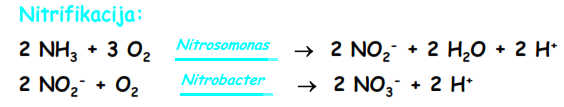 Nitrifikacija:
2 NH₃ + 3 O₂ Nitrosomonas → 2 NO₂⁻ + 2 H₂O + 2 H⁺
2 NO₂⁻ + O₂ Nitrobacter → 2 NO₃⁻ + 2 H⁺